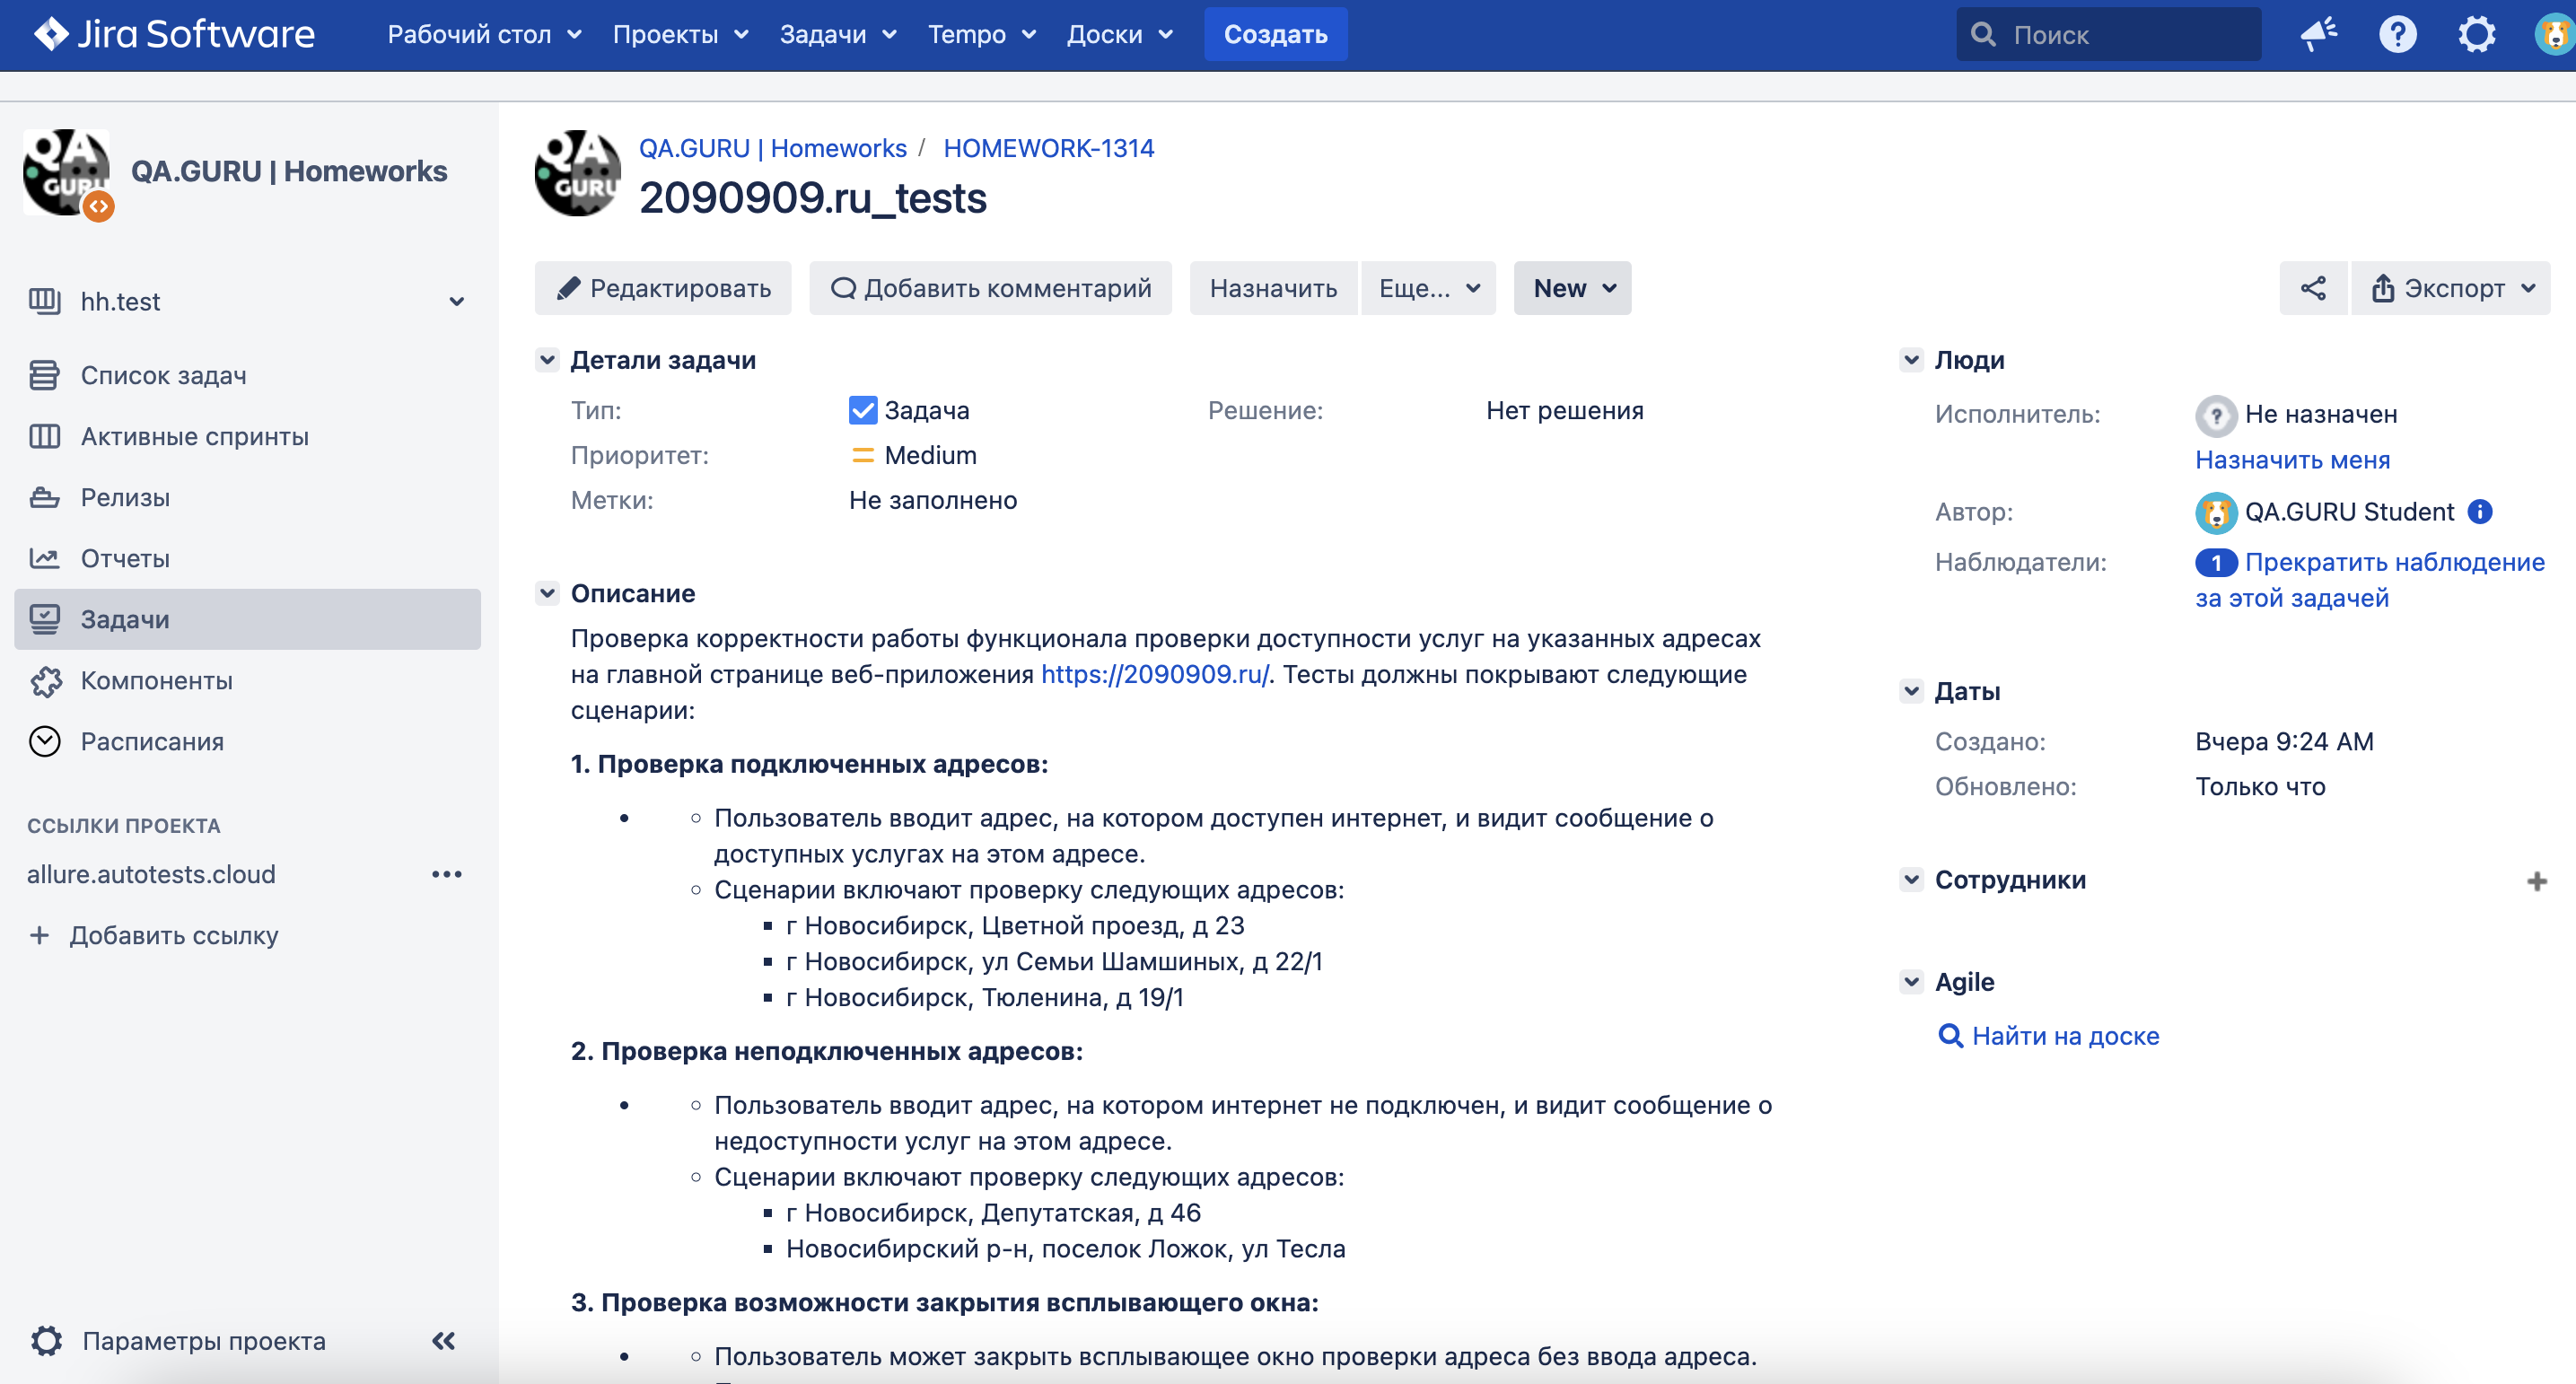 Jira Software
Рабочий стол
Проекты
Задачи
Tempo
Доски
Создать
Поиск
QA.GURU | Homeworks
hh.test
Список задач
Активные спринты
Релизы
Отчеты
Задачи
Компоненты
Расписания
ССЫЛКИ ПРОЕКТА
allure.autotests.cloud
+ Добавить ссылку
Параметры проекта
QA GURU
QA GURU
QA.GURU | Homeworks / HOMEWORK-1314
2090909.ru_tests
Редактировать
Добавить комментарий
Назначить
Еще...
New
Экспорт
Детали задачи
Тип: Задача
Решение: Нет решения
Приоритет: Medium
Метки: Не заполнено
Описание
Проверка корректности работы функционала проверки доступности услуг на указанных адресах
на главной странице веб-приложения https://2090909.ru/. Тесты должны покрывают следующие
сценарии:
1. Проверка подключенных адресов:
Пользователь вводит адрес, на котором доступен интернет, и видит сообщение о
доступных услугах на этом адресе.
Сценарии включают проверку следующих адресов:
г Новосибирск, Цветной проезд, д 23
г Новосибирск, ул Семьи Шамшиных, д 22/1
г Новосибирск, Тюленина, д 19/1
2. Проверка неподключенных адресов:
Пользователь вводит адрес, на котором интернет не подключен, и видит сообщение о
недоступности услуг на этом адресе.
Сценарии включают проверку следующих адресов:
г Новосибирск, Депутатская, д 46
Новосибирский р-н, поселок Ложок, ул Тесла
3. Проверка возможности закрытия всплывающего окна:
Пользователь может закрыть всплывающее окно проверки адреса без ввода адреса.
Люди
Исполнитель: Не назначен
Назначить меня
Автор: QA.GURU Student
Наблюдатели: 1 Прекратить наблюдение
за этой задачей
Даты
Создано: Вчера 9:24 AM
Обновлено: Только что
Сотрудники
Agile
Найти на доске